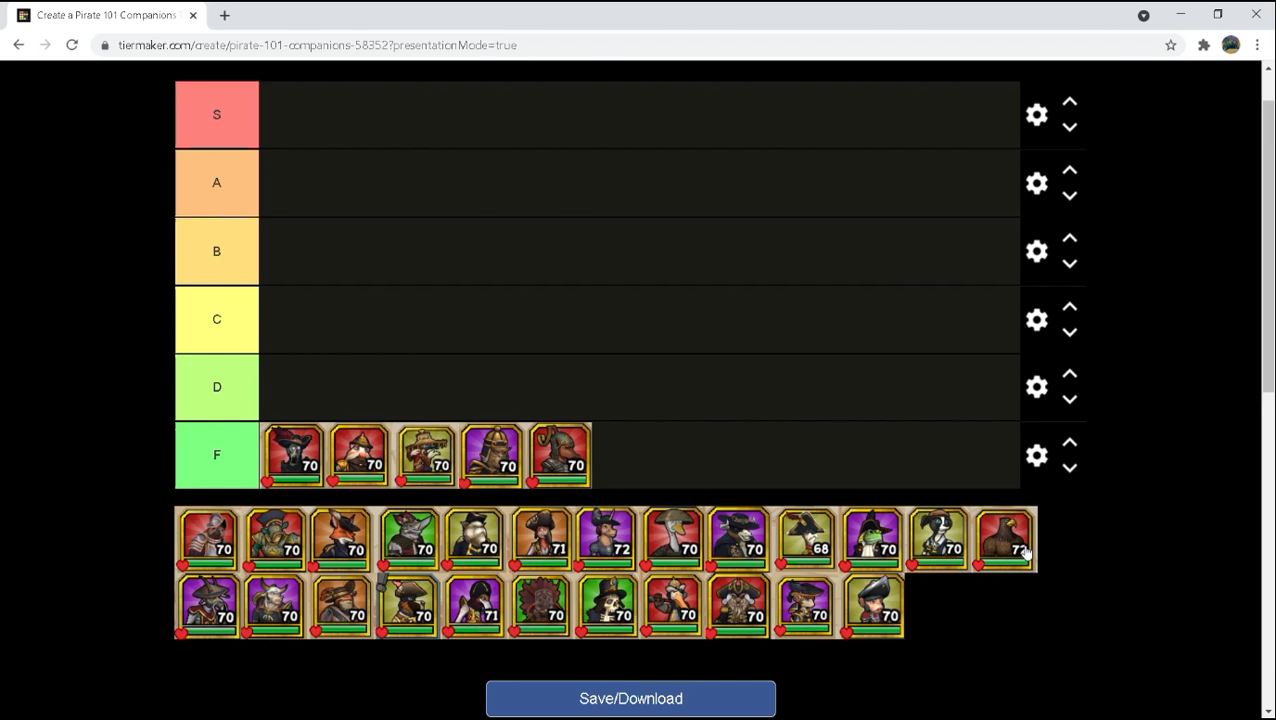 Create a Pirate 101 Companions
tiermaker.com/create/pirate-101-companions-58352?presentationMode=true
S
A
B
C
D
F
70 70 70 70 70
70 70 70 70 70 71 72 70 70 68 70 70
70 70 70 70 71 70 70 70 70 70 70
Save/Download